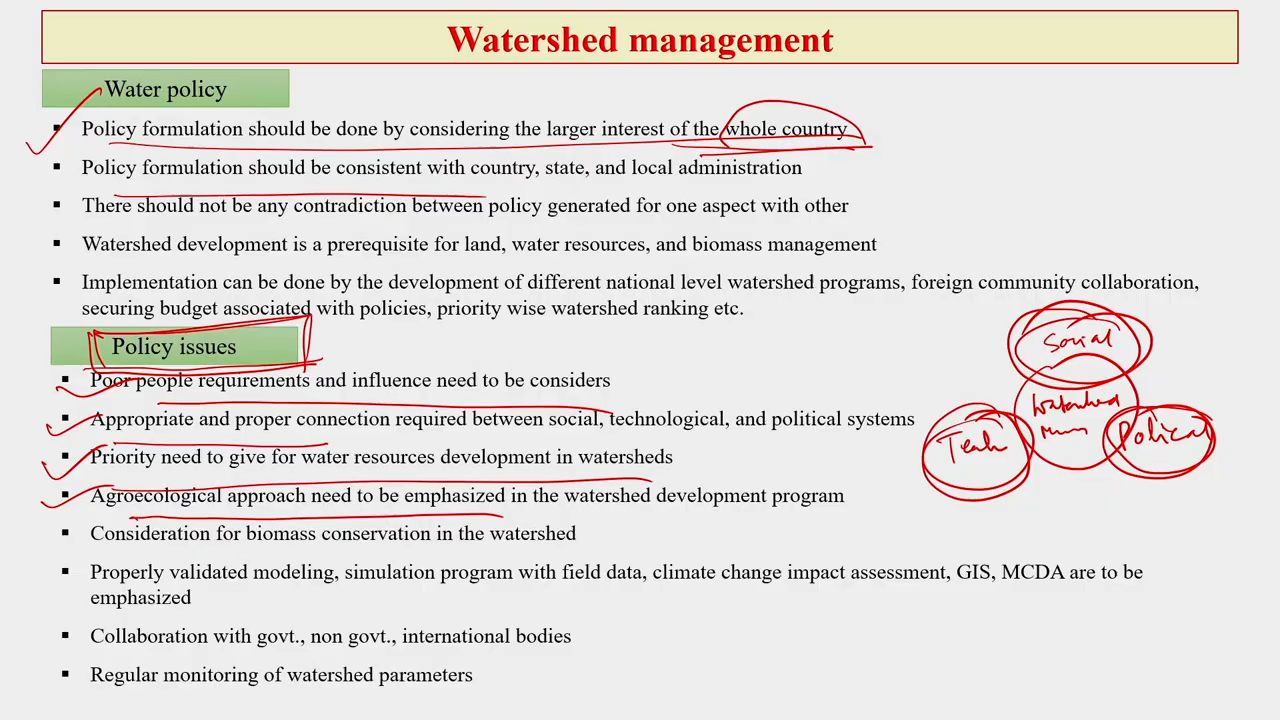 Watershed management
Water policy
▪ Policy formulation should be done by considering the larger interest of the whole country
▪ Policy formulation should be consistent with country, state, and local administration
▪ There should not be any contradiction between policy generated for one aspect with other
▪ Watershed development is a prerequisite for land, water resources, and biomass management
▪ Implementation can be done by the development of different national level watershed programs, foreign community collaboration,
securing budget associated with policies, priority wise watershed ranking etc.
Policy issues
▪ Poor people requirements and influence need to be considers
▪ Appropriate and proper connection required between social, technological, and political systems
▪ Priority need to give for water resources development in watersheds
▪ Agroecological approach need to be emphasized in the watershed development program
▪ Consideration for biomass conservation in the watershed
▪ Properly validated modeling, simulation program with field data, climate change impact assessment, GIS, MCDA are to be
emphasized
▪ Collaboration with govt., non govt., international bodies
▪ Regular monitoring of watershed parameters
Social
Watershed
Polical